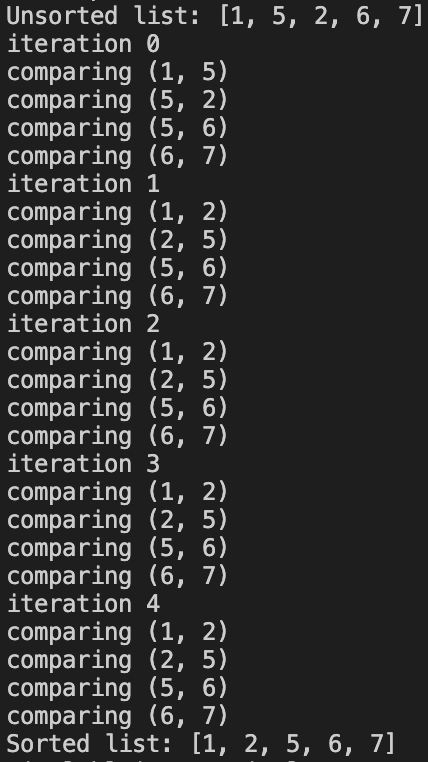 Unsorted list: [1, 5, 2, 6, 7]
iteration 0
comparing (1, 5)
comparing (5, 2)
comparing (5, 6)
comparing (6, 7)
iteration 1
comparing (1, 2)
comparing (2, 5)
comparing (5, 6)
comparing (6, 7)
iteration 2
comparing (1, 2)
comparing (2, 5)
comparing (5, 6)
comparing (6, 7)
iteration 3
comparing (1, 2)
comparing (2, 5)
comparing (5, 6)
comparing (6, 7)
iteration 4
comparing (1, 2)
comparing (2, 5)
comparing (5, 6)
comparing (6, 7)
Sorted list: [1, 2, 5, 6, 7]